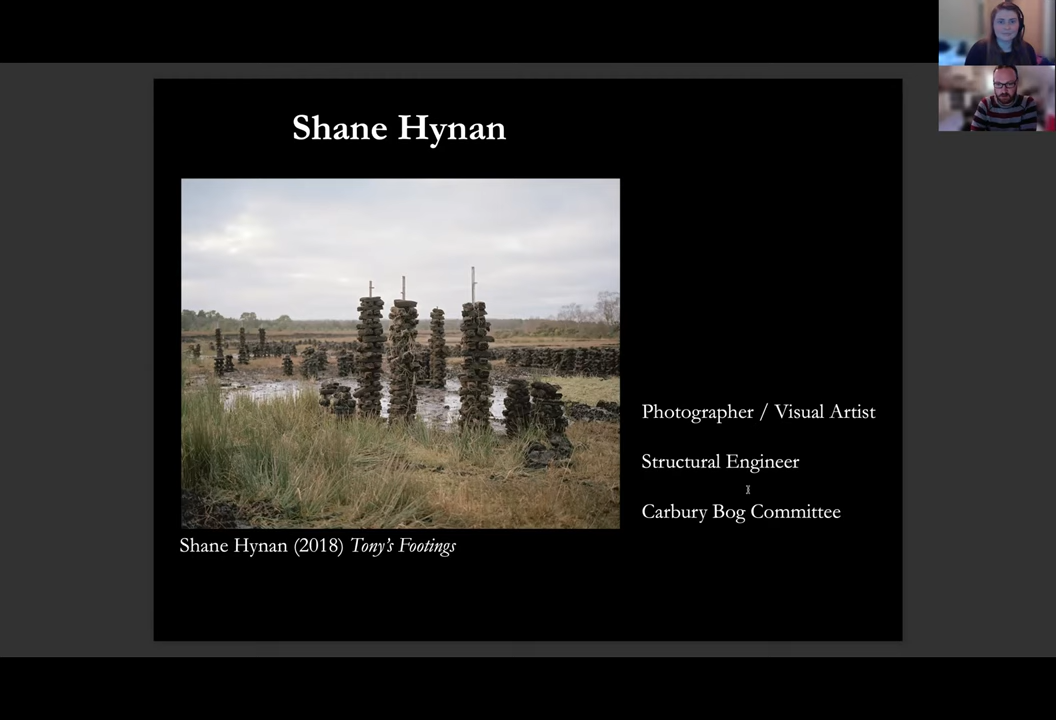 Shane Hynan
Photographer / Visual Artist
Structural Engineer
Carbury Bog Committee
Shane Hynan (2018) Tony's Footings